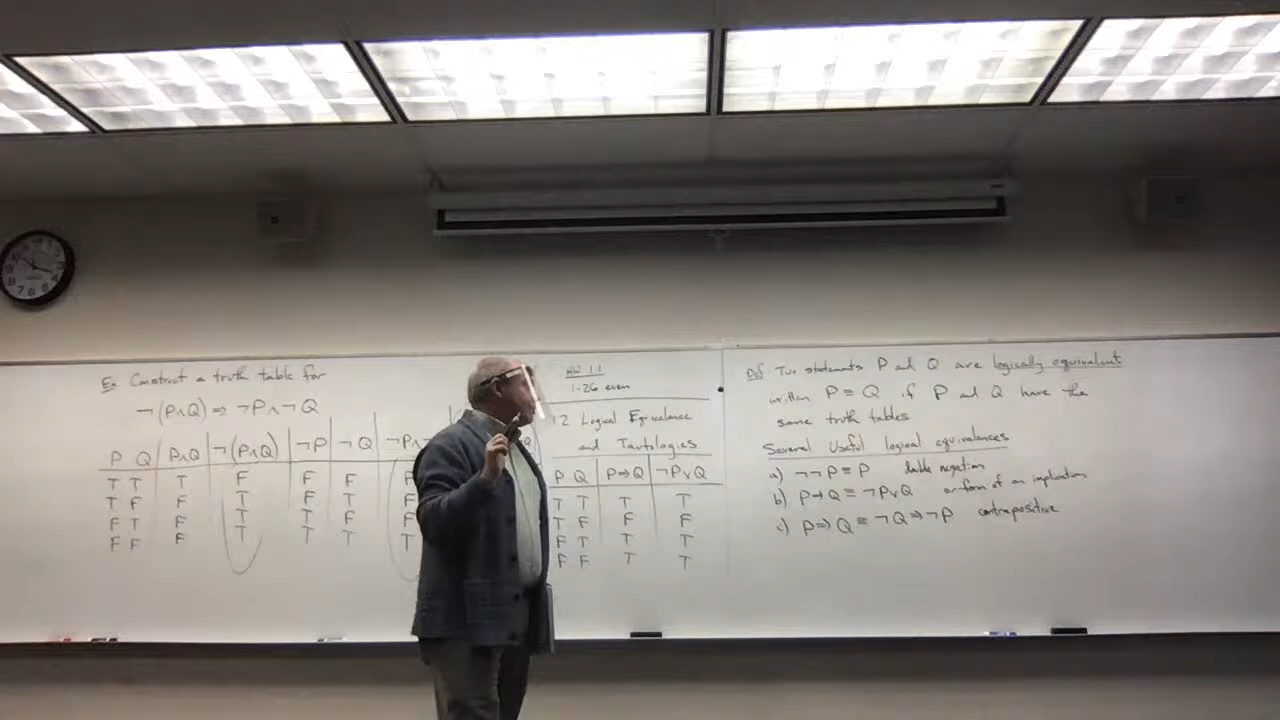 Ex Construct a truth table for
¬(P∧Q) ⇒ ¬P∧¬Q
P Q P∧Q ¬(P∧Q) ¬P ¬Q ¬P∧
T T T F F F F
T F F T F T F
F T F T T F F
F F F T T T T
HW 1.1
1-26 even
.2 Logical Equivalence
and Tautologies
P Q P⇒Q ¬P∨Q
T T T T
T F F F
F T T T
F F T T
Def Two statements P and Q are logically equivalent
written P ≡ Q if P and Q have the
same truth tables
Several Useful logical equivalences
a) ¬¬P ≡ P double negation
b) P⇒Q ≡ ¬P∨Q or form of an implication
c) P⇒Q ≡ ¬Q⇒¬P contrapositive